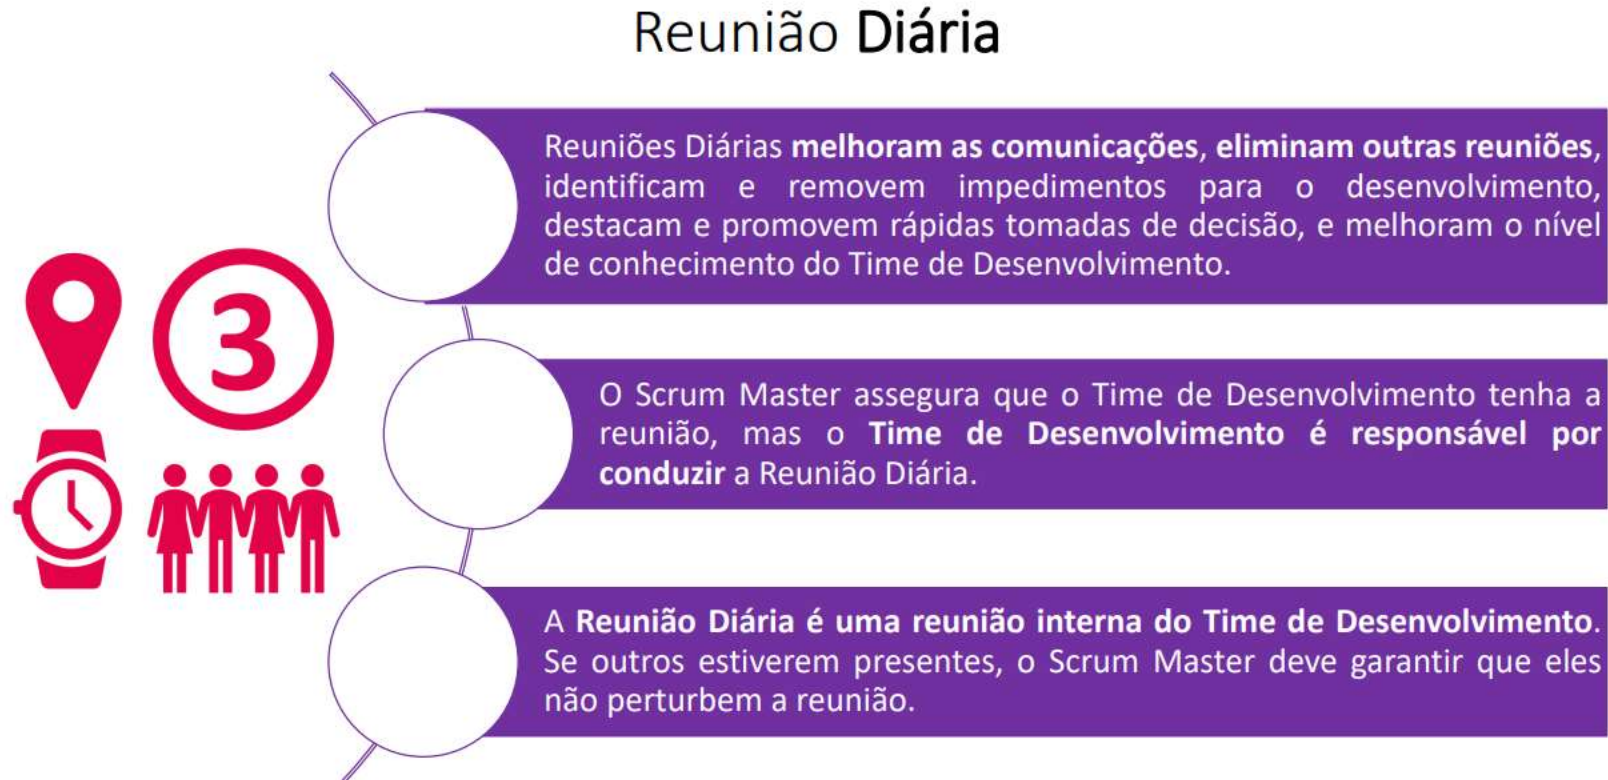 Reunião Diária
Reuniões Diárias melhoram as comunicações, eliminam outras reuniões,
identificam e removem impedimentos para o desenvolvimento,
destacam e promovem rápidas tomadas de decisão, e melhoram o nível
de conhecimento do Time de Desenvolvimento.
3
O Scrum Master assegura que o Time de Desenvolvimento tenha a
reunião, mas o Time de Desenvolvimento é responsável por
conduzir a Reunião Diária.
A Reunião Diária é uma reunião interna do Time de Desenvolvimento.
Se outros estiverem presentes, o Scrum Master deve garantir que eles
não perturbem a reunião.